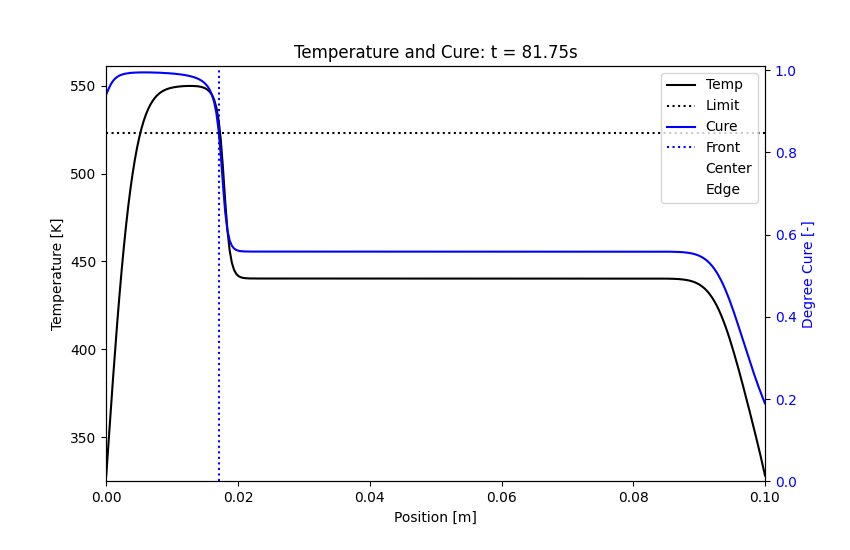 Temperature and Cure: t = 81.75s
Temp
Limit
Cure
Front
Center
Edge
Temperature [K]
550
500
450
400
350
Degree Cure [-]
1.0
0.8
0.6
0.4
0.2
0.0
0.00 0.02 0.04 0.06 0.08 0.10
Position [m]